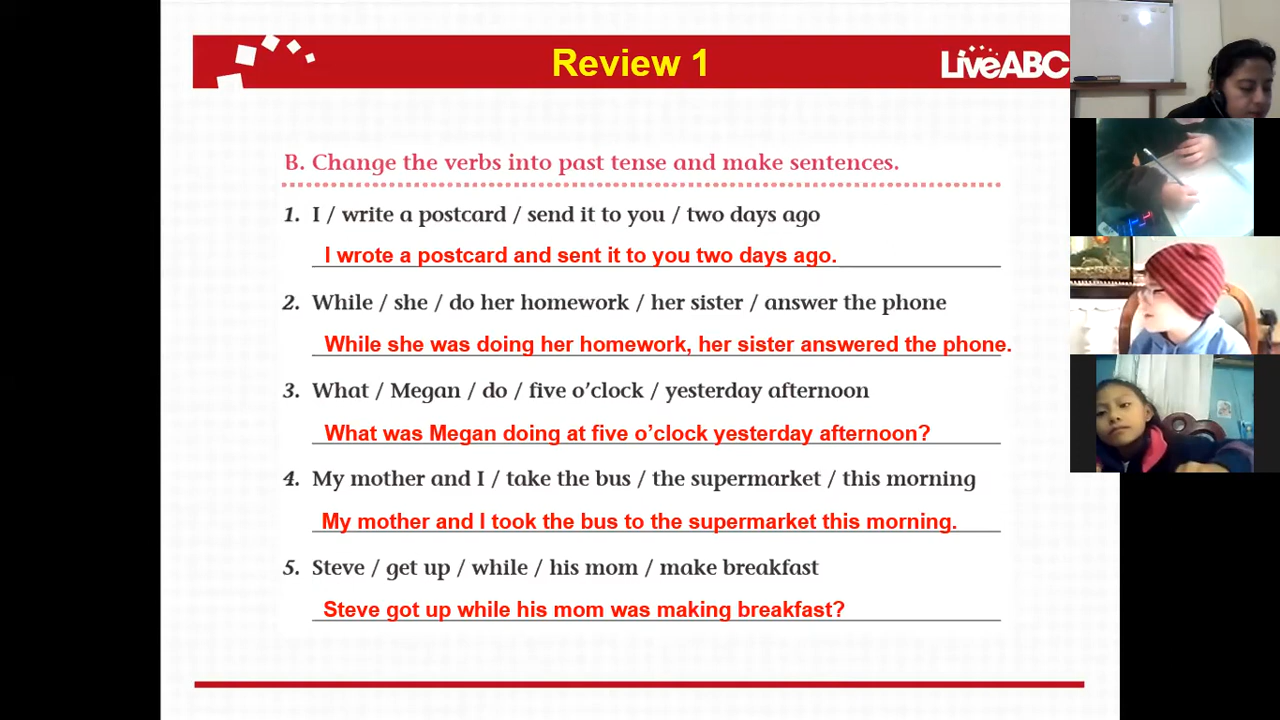 Review 1
LiveABC
B. Change the verbs into past tense and make sentences.
1. I / write a postcard / send it to you / two days ago
I wrote a postcard and sent it to you two days ago.
2. While / she / do her homework / her sister / answer the phone
While she was doing her homework, her sister answered the phone.
3. What / Megan / do / five o’clock / yesterday afternoon
What was Megan doing at five o’clock yesterday afternoon?
4. My mother and I / take the bus / the supermarket / this morning
My mother and I took the bus to the supermarket this morning.
5. Steve / get up / while / his mom / make breakfast
Steve got up while his mom was making breakfast?